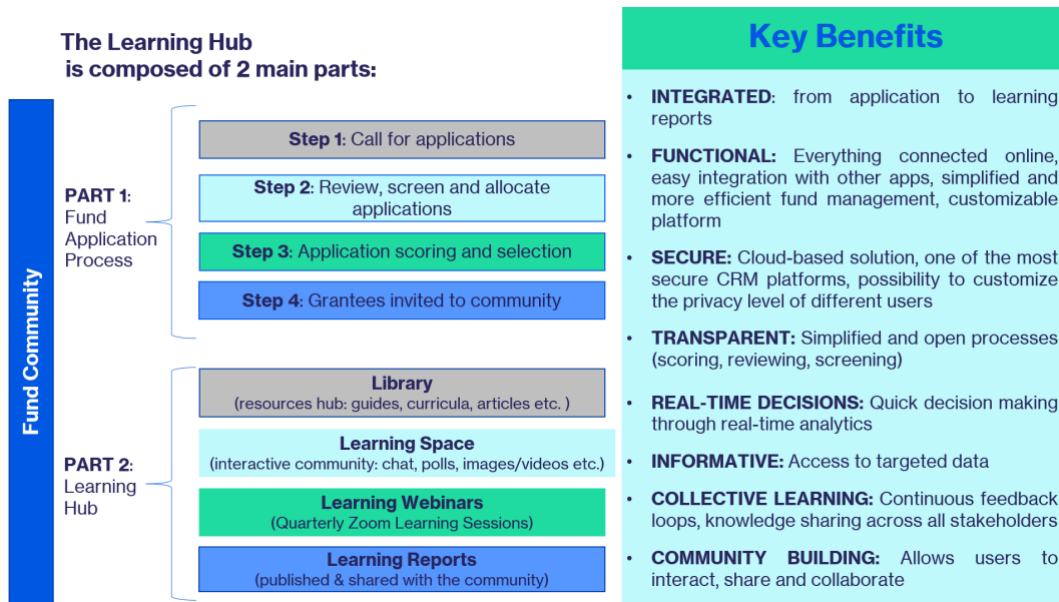 The Learning Hub
is composed of 2 main parts:
Fund Community
PART 1:
Fund
Application
Process
Step 1: Call for applications
Step 2: Review, screen and allocate
applications
Step 3: Application scoring and selection
Step 4: Grantees invited to community
PART 2:
Learning
Hub
Library
(resources hub: guides, curricula, articles etc. )
Learning Space
(interactive community: chat, polls, images/videos etc.)
Learning Webinars
(Quarterly Zoom Learning Sessions)
Learning Reports
(published & shared with the community)
Key Benefits
• INTEGRATED: from application to learning
reports
• FUNCTIONAL: Everything connected online,
easy integration with other apps, simplified and
more efficient fund management, customizable
platform
• SECURE: Cloud-based solution, one of the most
secure CRM platforms, possibility to customize
the privacy level of different users
• TRANSPARENT: Simplified and open processes
(scoring, reviewing, screening)
• REAL-TIME DECISIONS: Quick decision making
through real-time analytics
• INFORMATIVE: Access to targeted data
• COLLECTIVE LEARNING: Continuous feedback
loops, knowledge sharing across all stakeholders
• COMMUNITY BUILDING: Allows users to
interact, share and collaborate